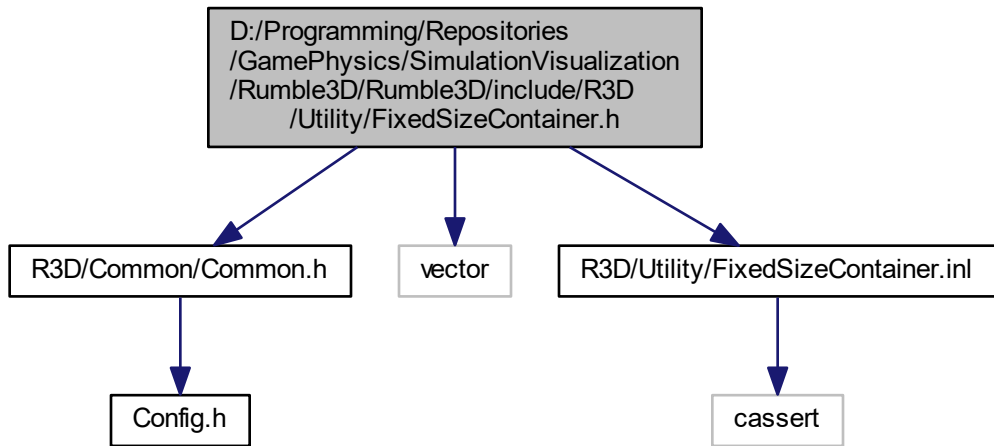 D:/Programming/Repositories
/GamePhysics/SimulationVisualization
/Rumble3D/Rumble3D/include/R3D
/Utility/FixedSizeContainer.h
R3D/Common/Common.h
vector
R3D/Utility/FixedSizeContainer.inl
Config.h
cassert